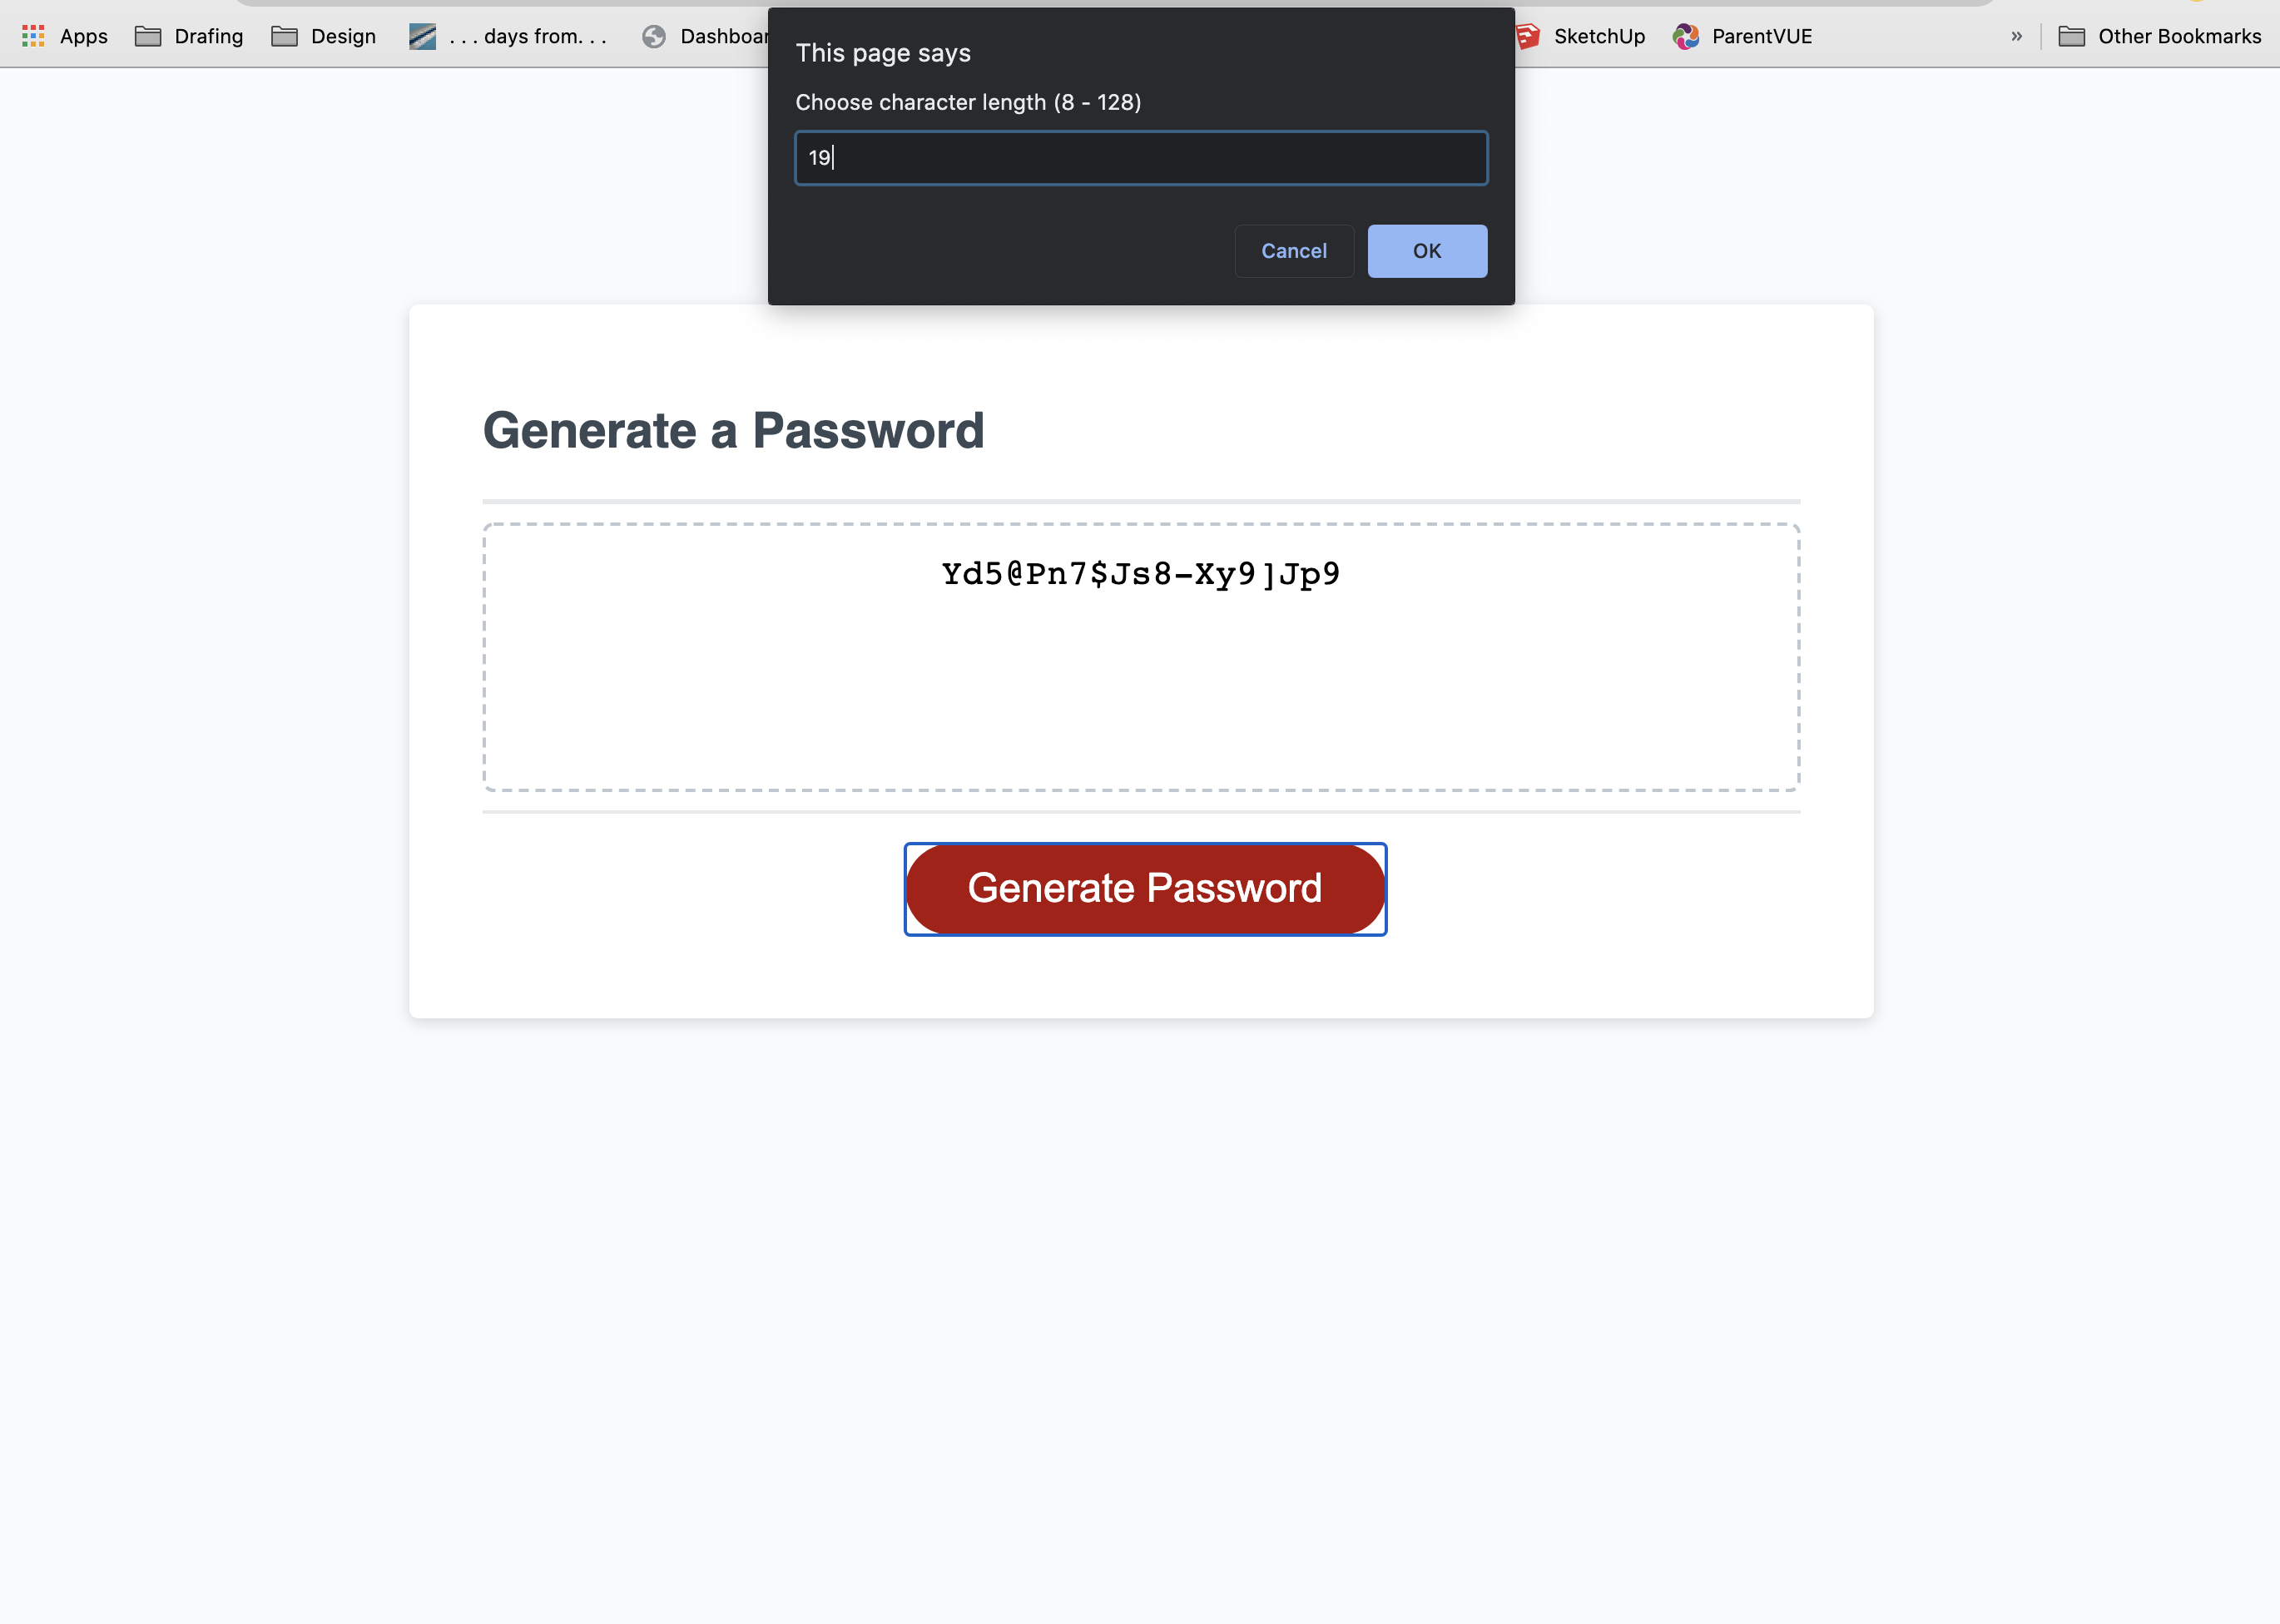 Apps Drafing Design . . . days from. . . Dashboar SketchUp ParentVUE » Other Bookmarks
This page says
Choose character length (8 - 128)
19
Cancel OK
Generate a Password
Yd5@Pn7$Js8-Xy9]Jp9
Generate Password